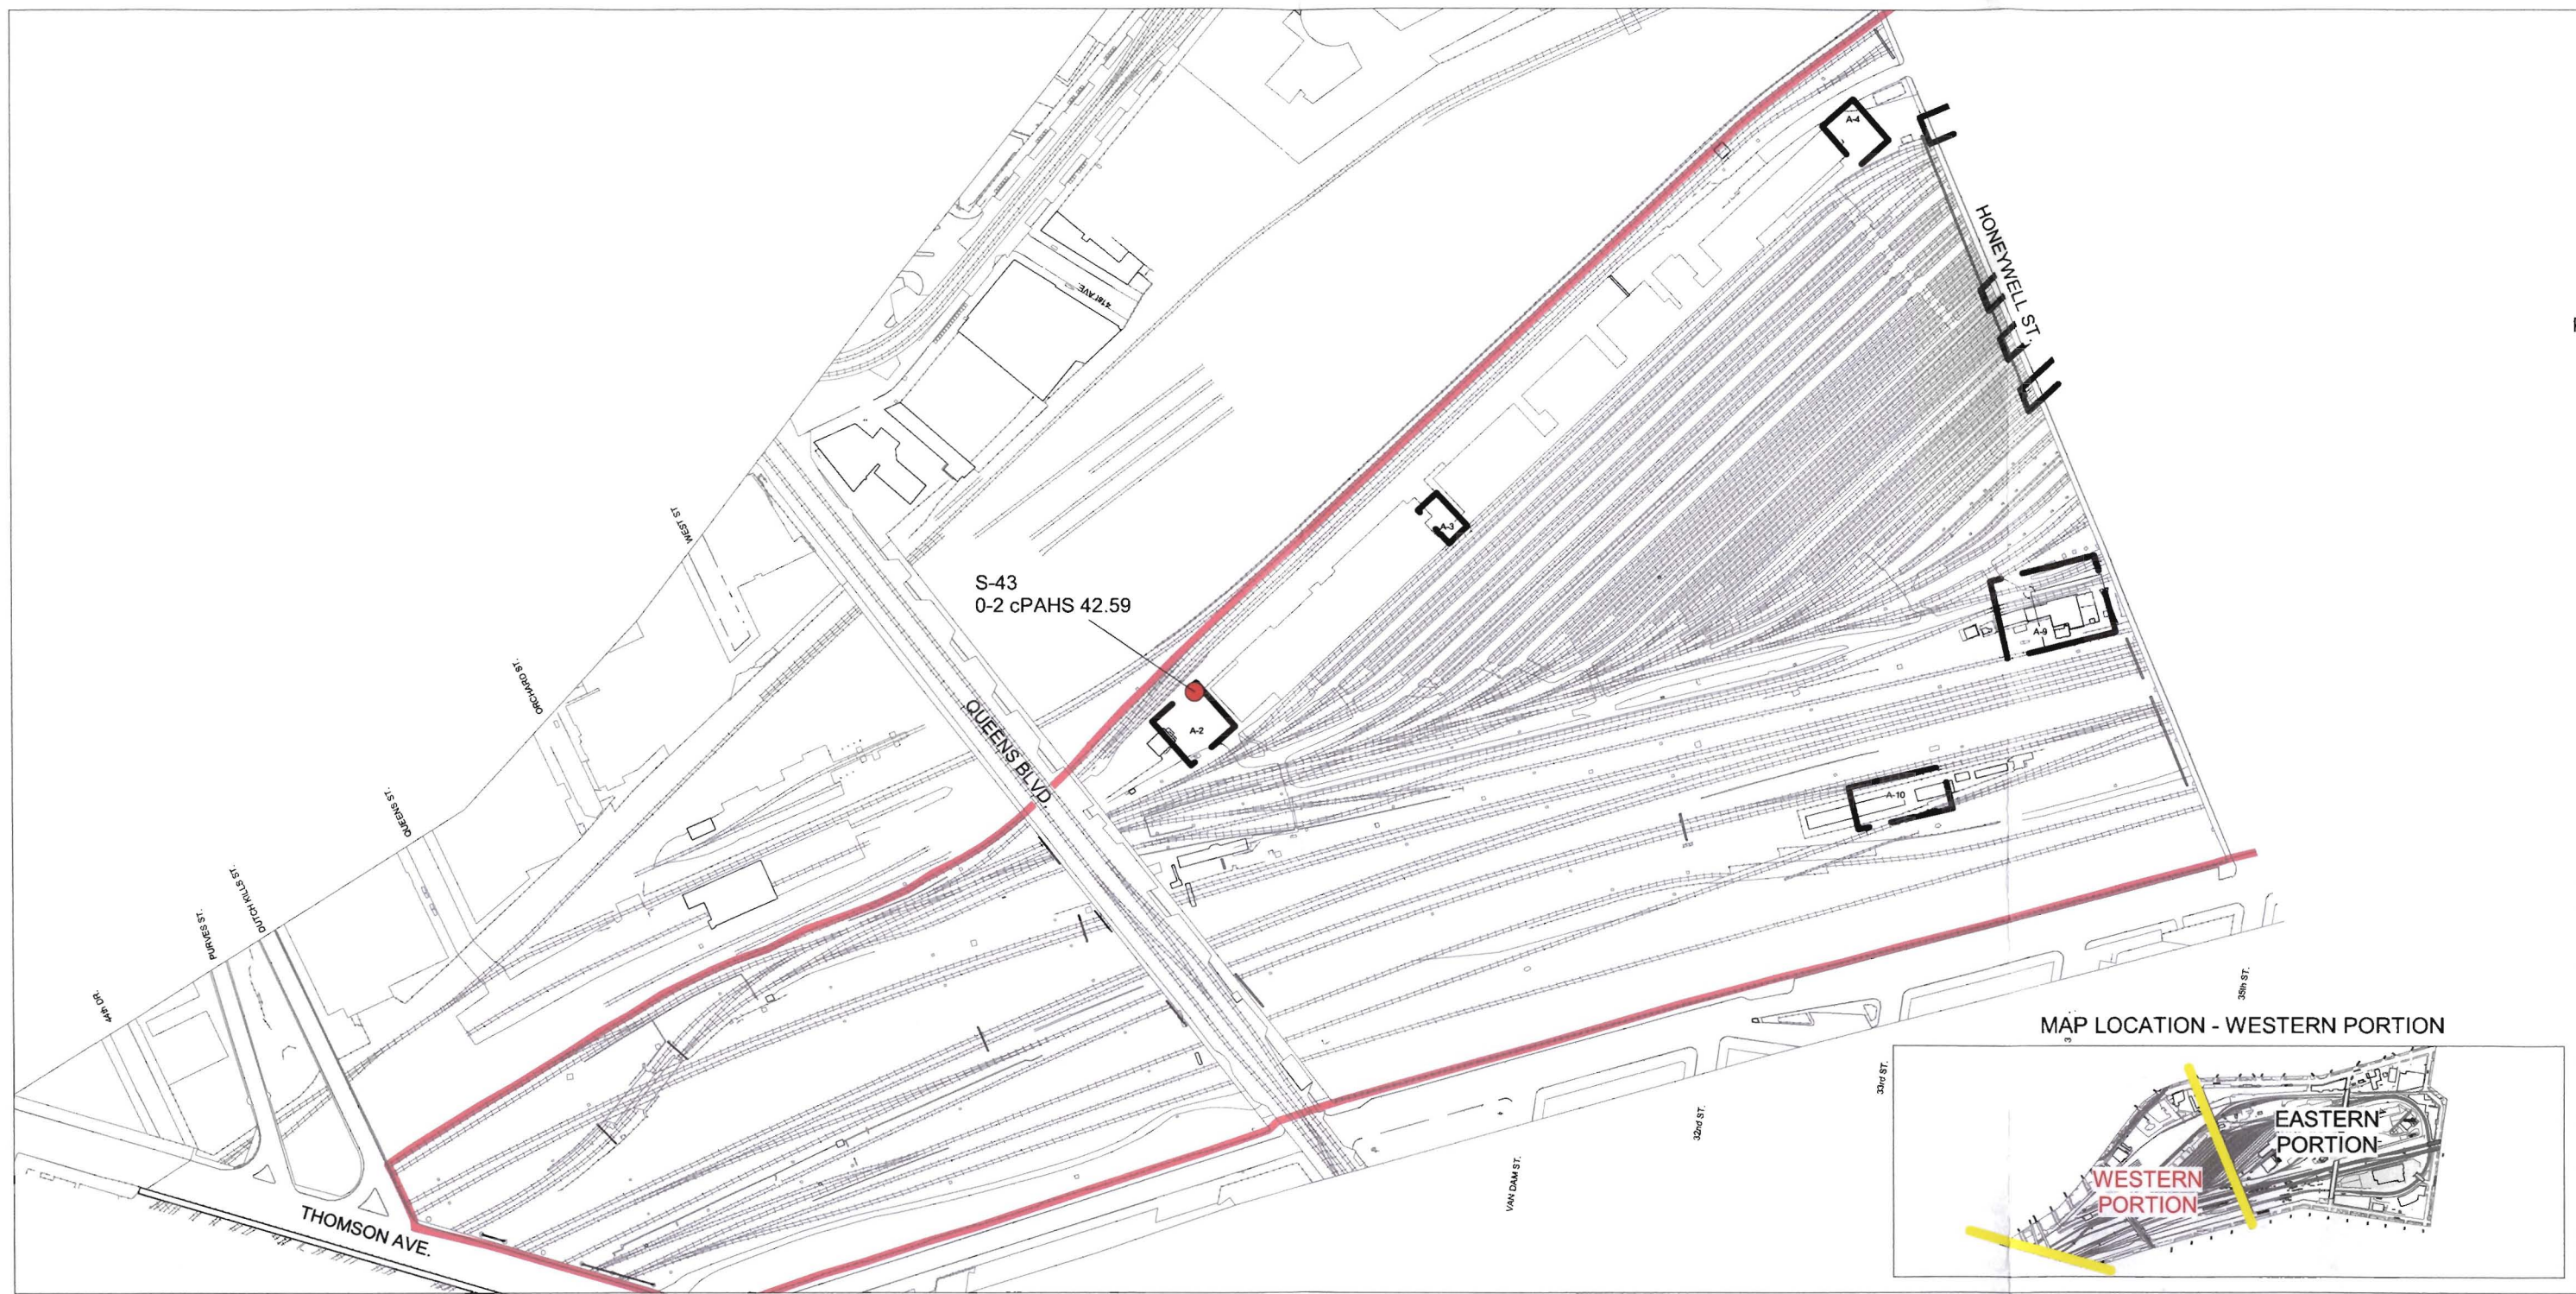 A-4
HONEYWELL ST.
41st AVE.
WEST ST
A-3
S-43
0-2 cPAHS 42.59
A-9
ORCHARD ST.
QUEENS BLVD.
A-2
A-10
QUEENS ST.
DUTCH KILLS ST.
PURVES ST.
44th DR.
THOMSON AVE.
VAN DAM ST.
32nd ST.
33rd ST.
35th ST.
MAP LOCATION - WESTERN PORTION
EASTERN
PORTION
WESTERN
PORTION